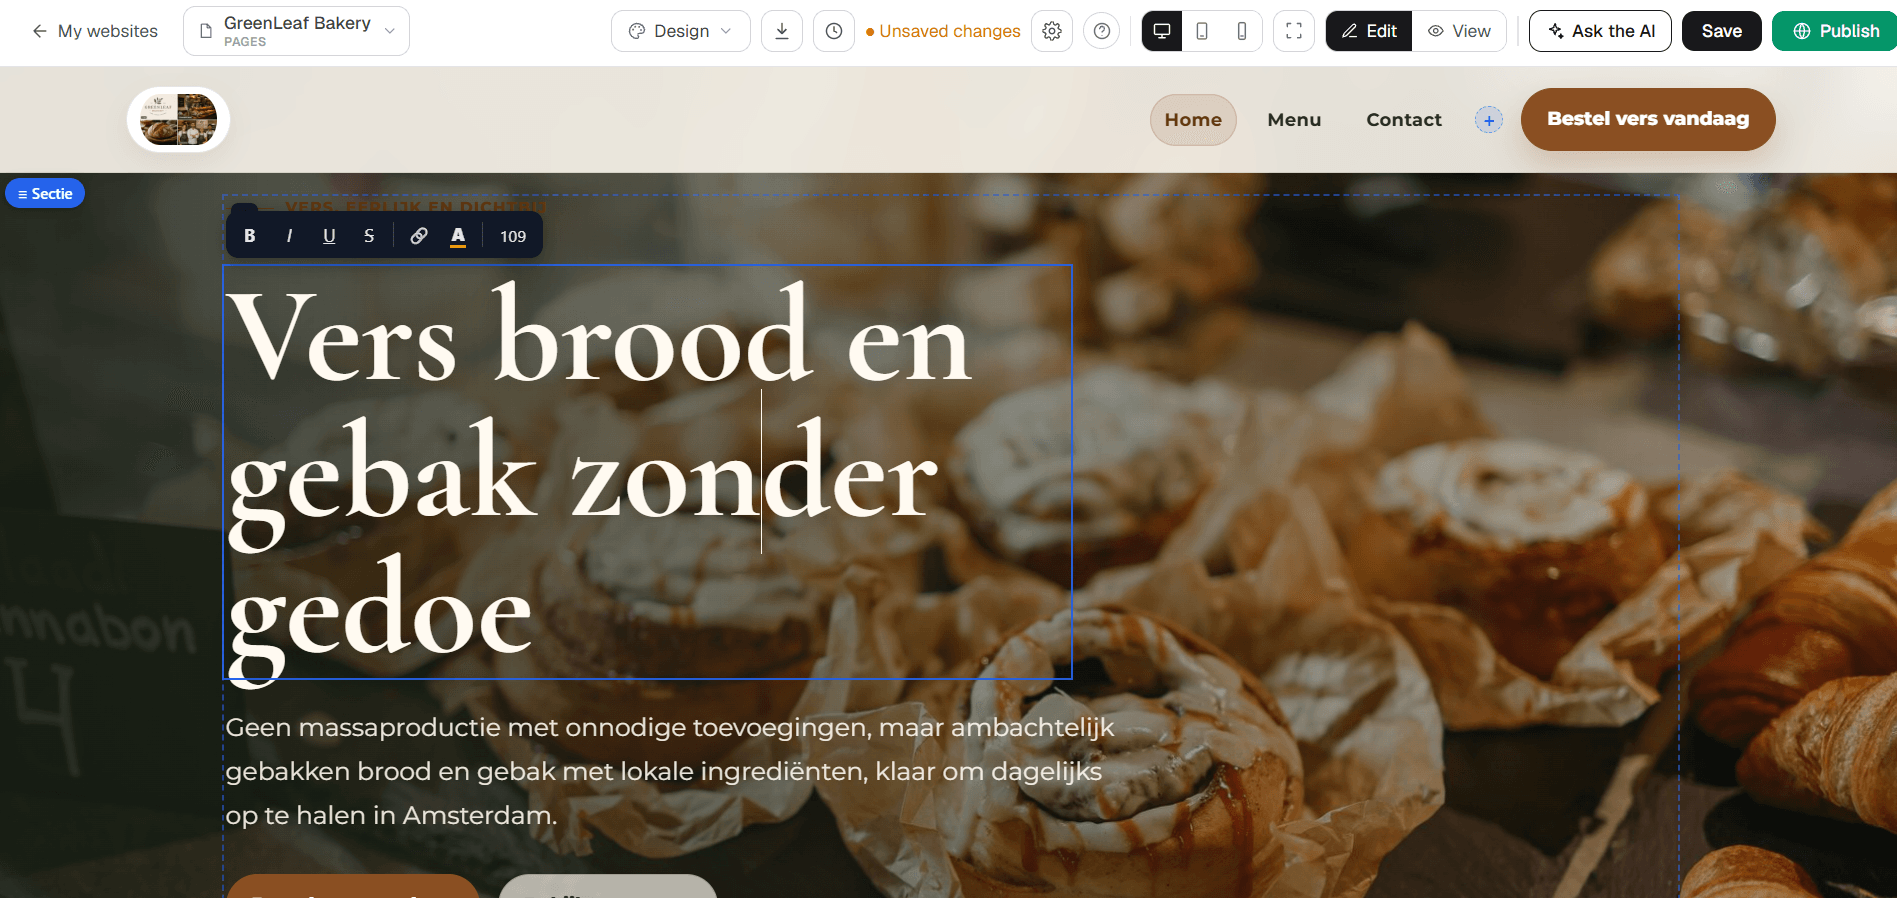 My websites
GreenLeaf Bakery
PAGES
Design
Unsaved changes
Edit
View
Ask the AI
Save
Publish
Home
Menu
Contact
+
Bestel vers vandaag
≡ Sectie
VERS, EERLIJK EN
B I U S A 109
Vers brood en
gebak zonder
gedoe
Geen massaproductie met onnodige toevoegingen, maar ambachtelijk
gebakken brood en gebak met lokale ingrediënten, klaar om dagelijks
op te halen in Amsterdam.
nnabon
4